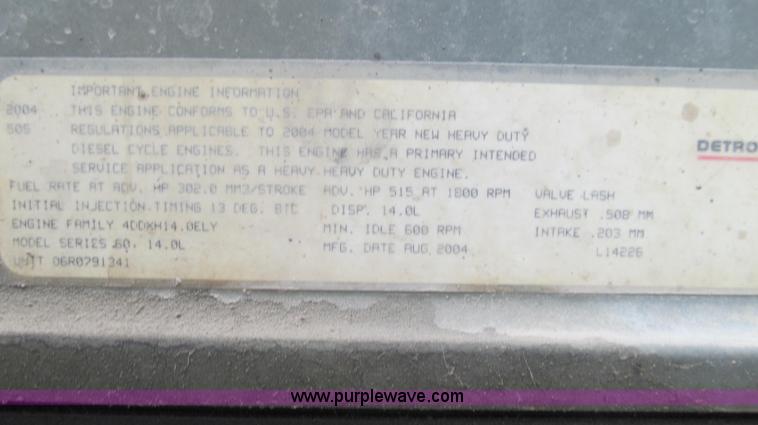 IMPORTANT ENGINE INFORMATION
2004 THIS ENGINE CONFORMS TO U.S. EPA AND CALIFORNIA
505 REGULATIONS APPLICABLE TO 2004 MODEL YEAR NEW HEAVY DUTY
DIESEL CYCLE ENGINES. THIS ENGINE HAS A PRIMARY INTENDED
SERVICE APPLICATION AS A HEAVY HEAVY DUTY ENGINE.
DETRO
FUEL RATE AT ADV. HP 302.0 MM3/STROKE ADV. HP 515 AT 1800 RPM VALVE LASH
INITIAL INJECTION TIMING 13 DEG. BTC DISP. 14.0L EXHAUST .508 MM
ENGINE FAMILY 4DDXH14.0ELY MIN. IDLE 600 RPM INTAKE .203 MM
MODEL SERIES 60, 14.0L MFG. DATE AUG 2004 L14226
UNIT 06R0791341
www.purplewave.com